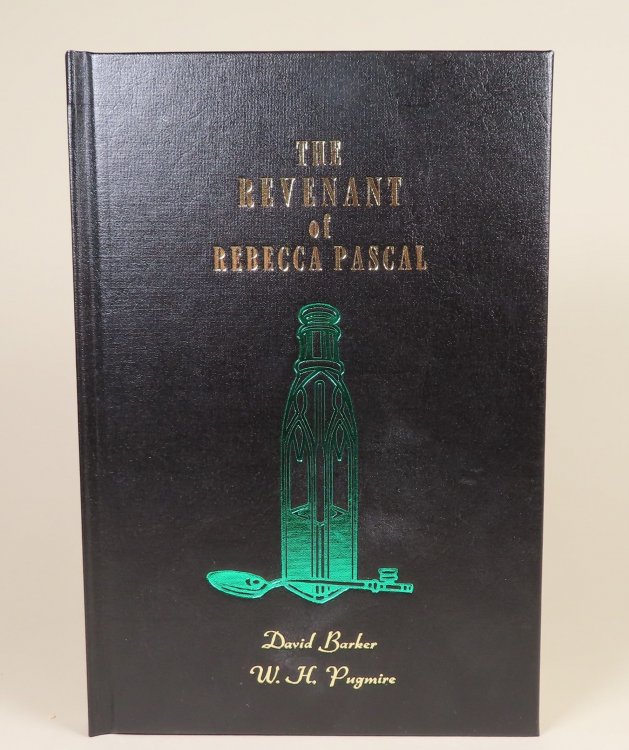 THE
REVENANT
of
REBECCA PASCAL
David Barker
W. H. Pugmire